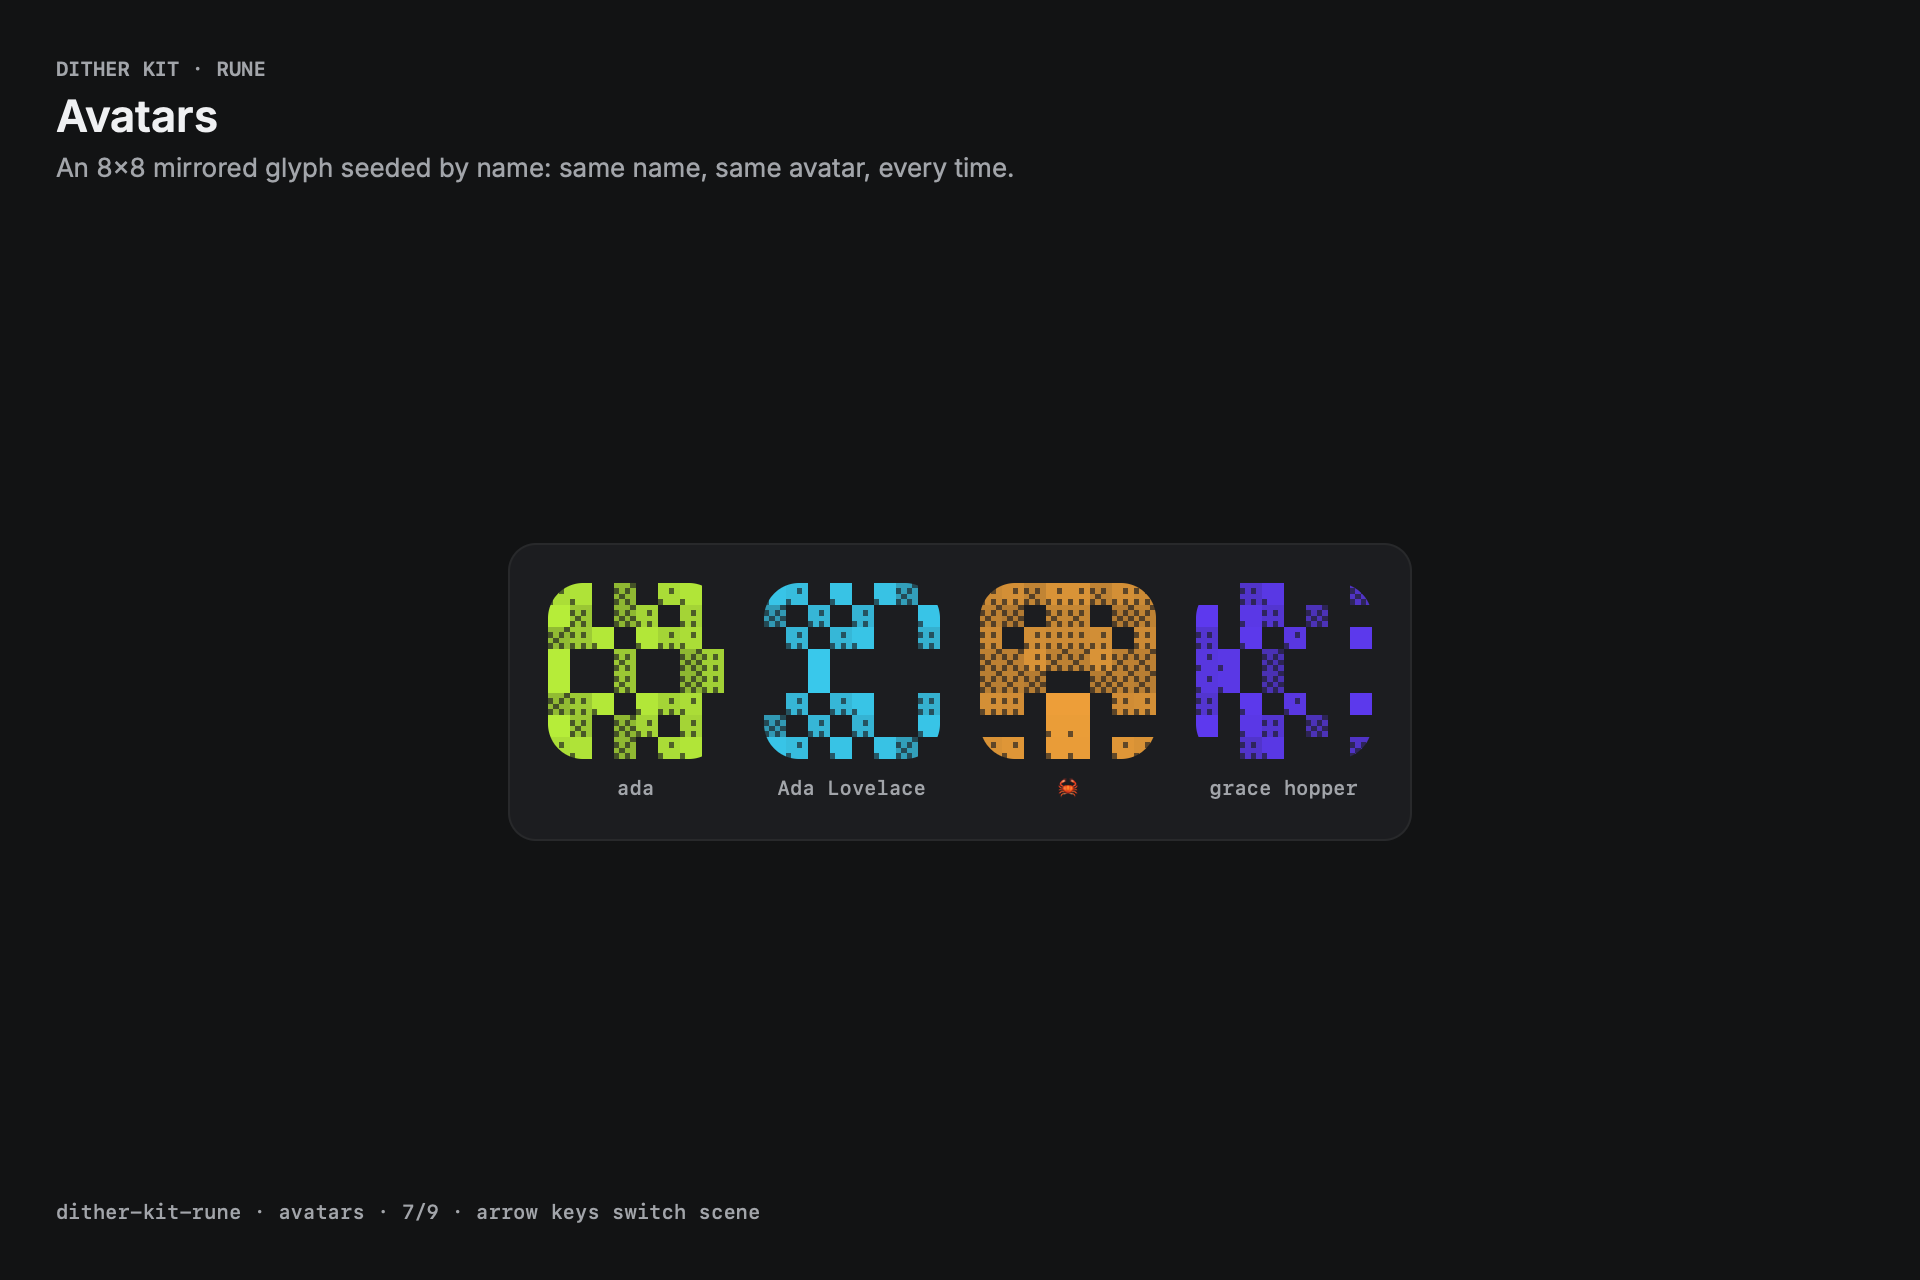 DITHER KIT · RUNE
Avatars
An 8×8 mirrored glyph seeded by name: same name, same avatar, every time.
ada
Ada Lovelace
🦀
grace hopper
dither-kit-rune · avatars · 7/9 · arrow keys switch scene